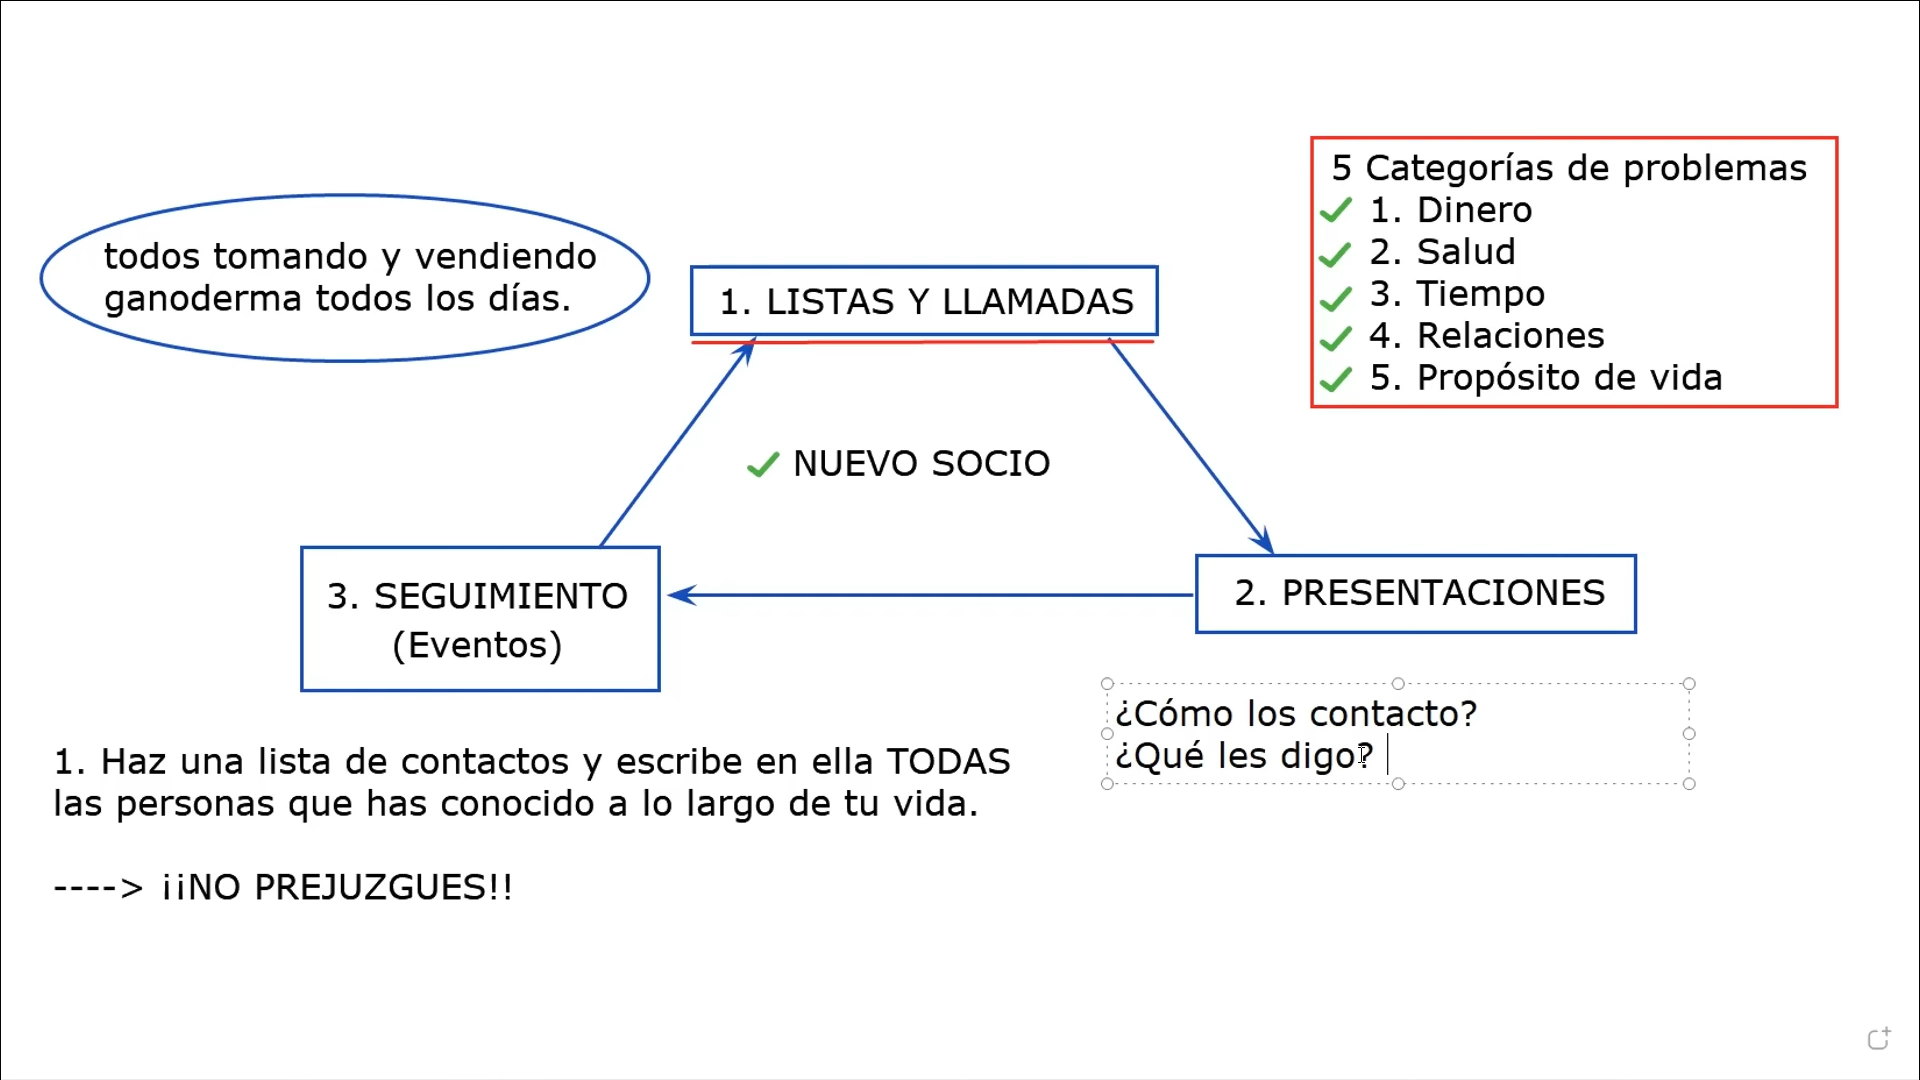 5 Categorías de problemas
1. Dinero
2. Salud
3. Tiempo
4. Relaciones
5. Propósito de vida
todos tomando y vendiendo
ganoderma todos los días.
1. LISTAS Y LLAMADAS
NUEVO SOCIO
3. SEGUIMIENTO
(Eventos)
2. PRESENTACIONES
¿Cómo los contacto?
¿Qué les digo?
1. Haz una lista de contactos y escribe en ella TODAS
las personas que has conocido a lo largo de tu vida.
----> ¡¡NO PREJUZGUES!!